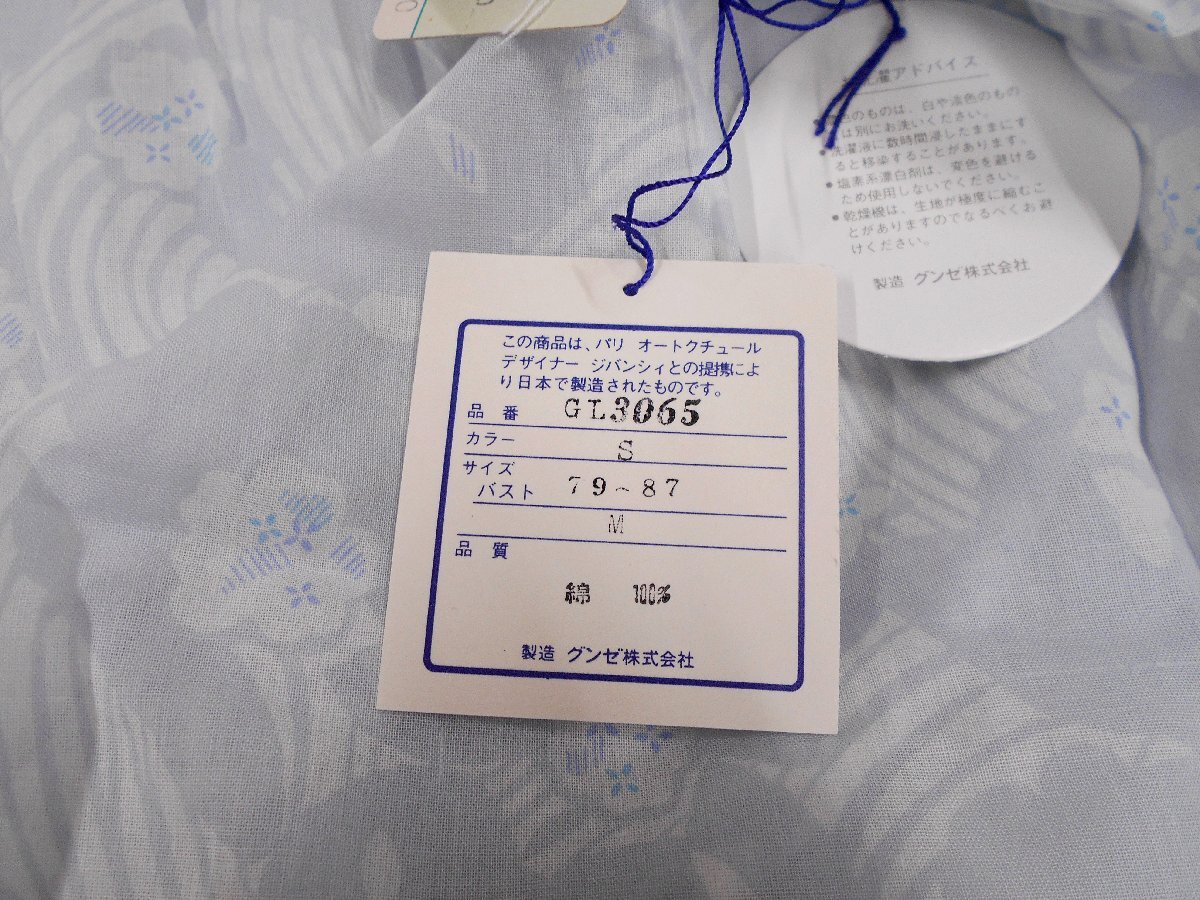 濯アドバイス
のものは、白や淡色のもの
は別にお洗いください。
●洗濯液に数時間浸したままにす
ると移染することがあります。
●塩素系漂白剤は、変色を避ける
ため使用しないでください。
●乾燥機は、生地が極度に縮むこ
とがありますのでなるべくお避
けください。
製造 グンゼ株式会社
この商品は、パリ オートクチュール
デザイナー ジバンシィとの提携によ
り日本で製造されたものです。
品番 GL3065
カラー S
サイズ
バスト 79~87
M
品質
綿 100%
製造 グンゼ株式会社